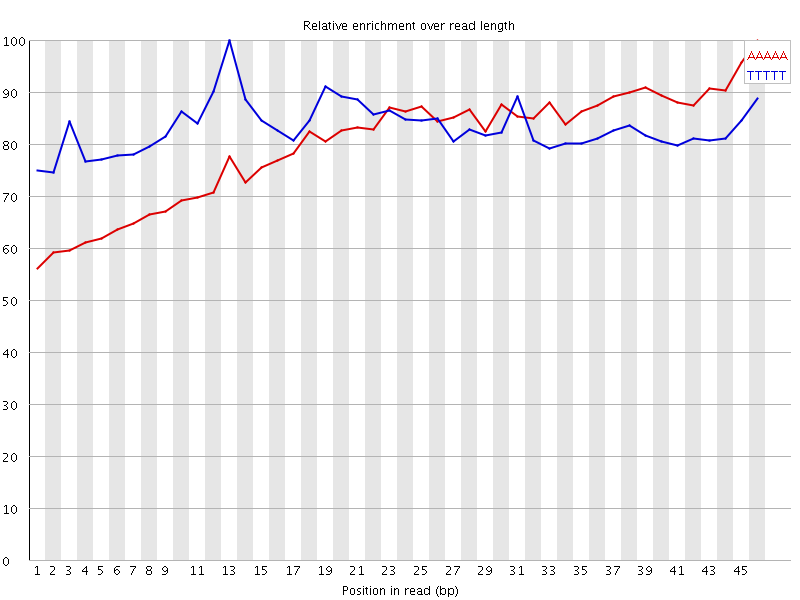 Relative enrichment over read length
100
90
80
70
60
50
40
30
20
10
0
AAAAA
TTTTT
1 2 3 4 5 6 7 8 9 11 13 15 17 19 21 23 25 27 29 31 33 35 37 39 41 43 45
Position in read (bp)